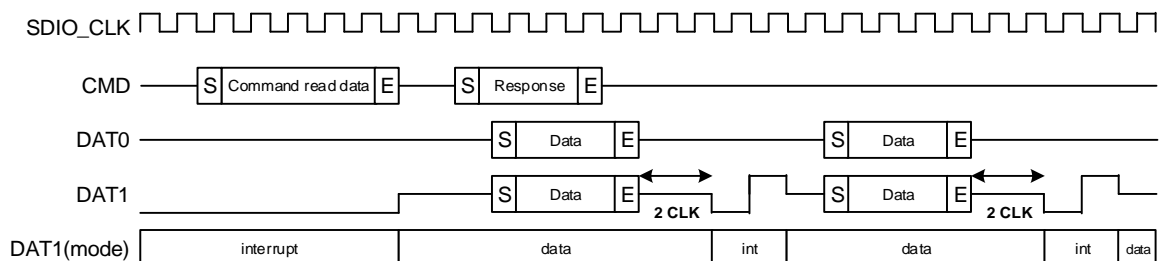 SDIO_CLK
CMD S Command read data E S Response E
DAT0 S Data E S Data E
DAT1 S Data E S Data E
2 CLK 2 CLK
DAT1(mode) interrupt data int data int data